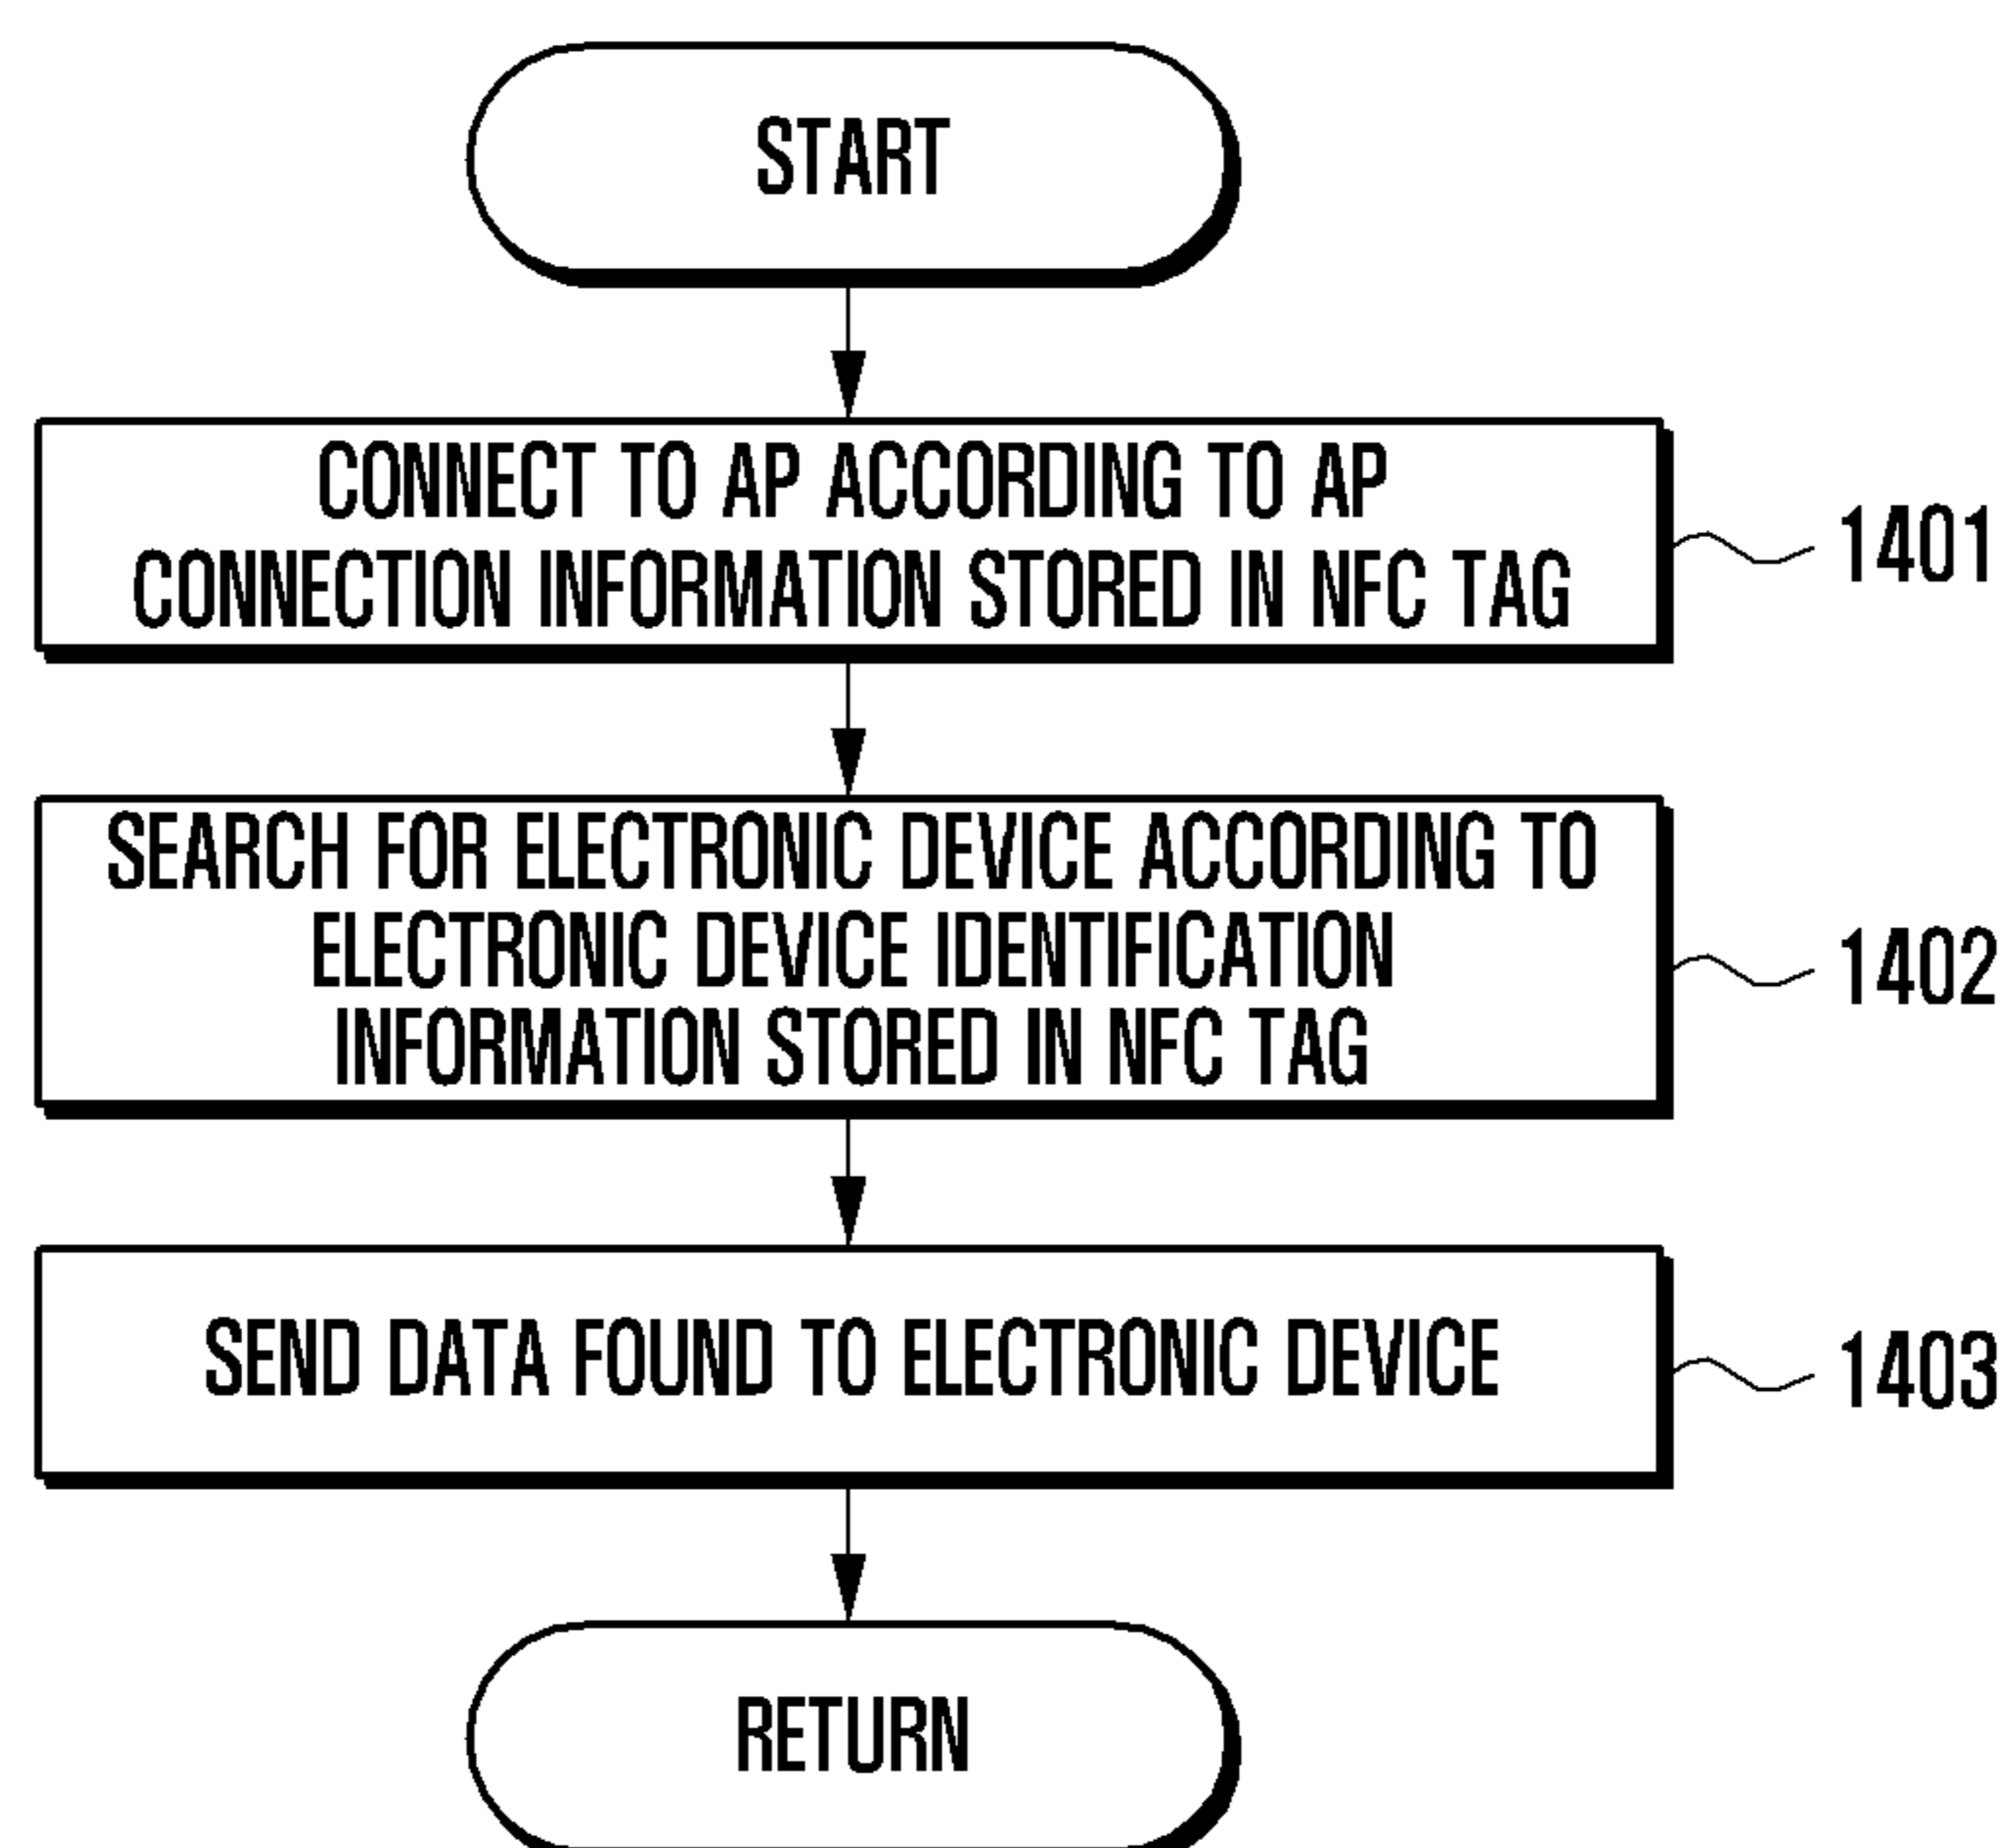 START
CONNECT TO AP ACCORDING TO AP
CONNECTION INFORMATION STORED IN NFC TAG
1401
SEARCH FOR ELECTRONIC DEVICE ACCORDING TO
ELECTRONIC DEVICE IDENTIFICATION
INFORMATION STORED IN NFC TAG
1402
SEND DATA FOUND TO ELECTRONIC DEVICE
1403
RETURN